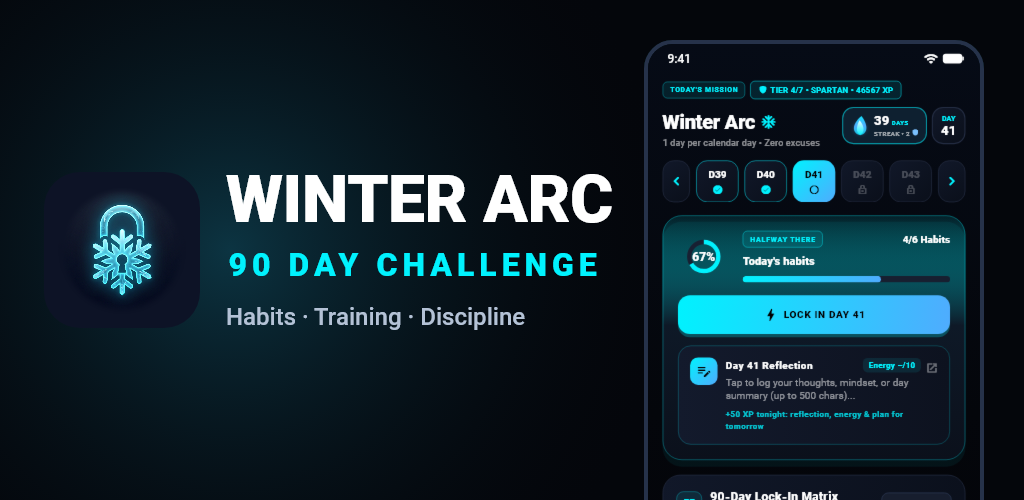 WINTER ARC
90 DAY CHALLENGE
Habits · Training · Discipline
9:41
TODAY'S MISSION
TIER 4/7 • SPARTAN • 46567 XP
Winter Arc
1 day per calendar day • Zero excuses
39 DAYS
STREAK • 2
DAY
41
D39
D40
D41
D42
D43
67%
HALFWAY THERE
4/6 Habits
Today's habits
LOCK IN DAY 41
Day 41 Reflection
Energy –/10
Tap to log your thoughts, mindset, or day
summary (up to 500 chars)...
+50 XP tonight: reflection, energy & plan for
tomorrow
90-Day Lock-In Matrix